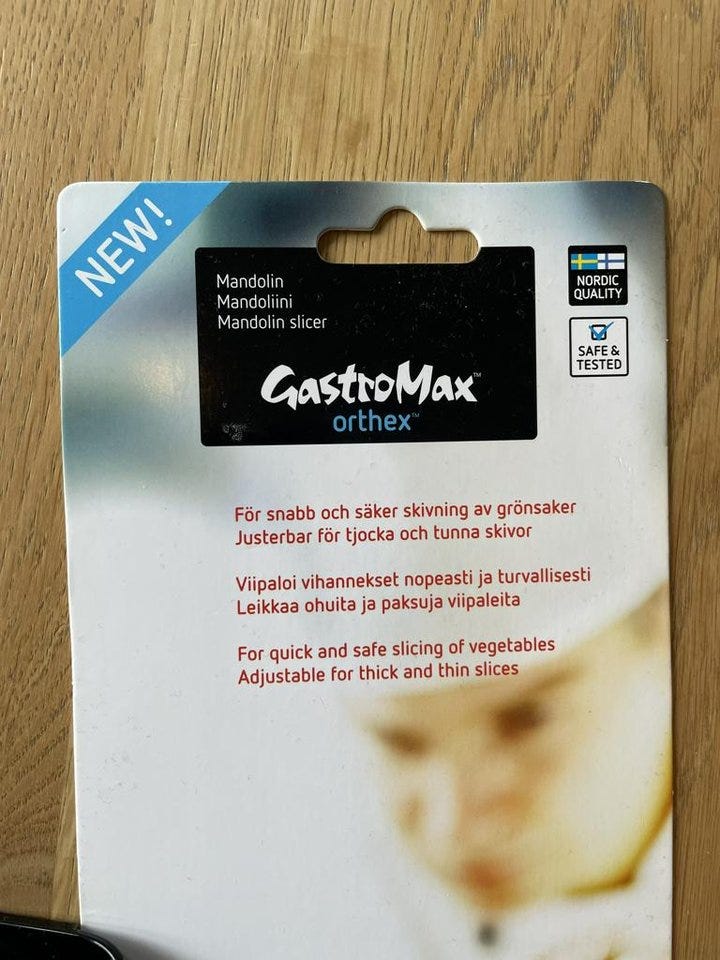 NEW!
Mandolin
Mandoliini
Mandolin slicer
GastroMax™
orthex™
NORDIC
QUALITY
SAFE &
TESTED
För snabb och säker skivning av grönsaker
Justerbar för tjocka och tunna skivor
Viipaloi vihannekset nopeasti ja turvallisesti
Leikkaa ohuita ja paksuja viipaleita
For quick and safe slicing of vegetables
Adjustable for thick and thin slices